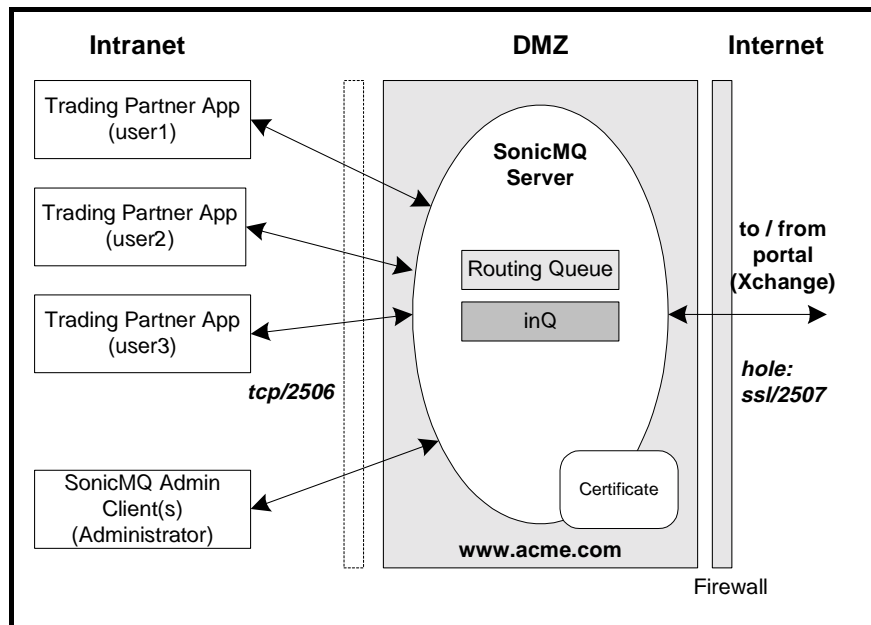 Intranet
DMZ
Internet
Trading Partner App
(user1)
Trading Partner App
(user2)
Trading Partner App
(user3)
tcp/2506
SonicMQ Admin
Client(s)
(Administrator)
SonicMQ
Server
Routing Queue
inQ
Certificate
www.acme.com
to / from
portal
(Xchange)
hole:
ssl/2507
Firewall